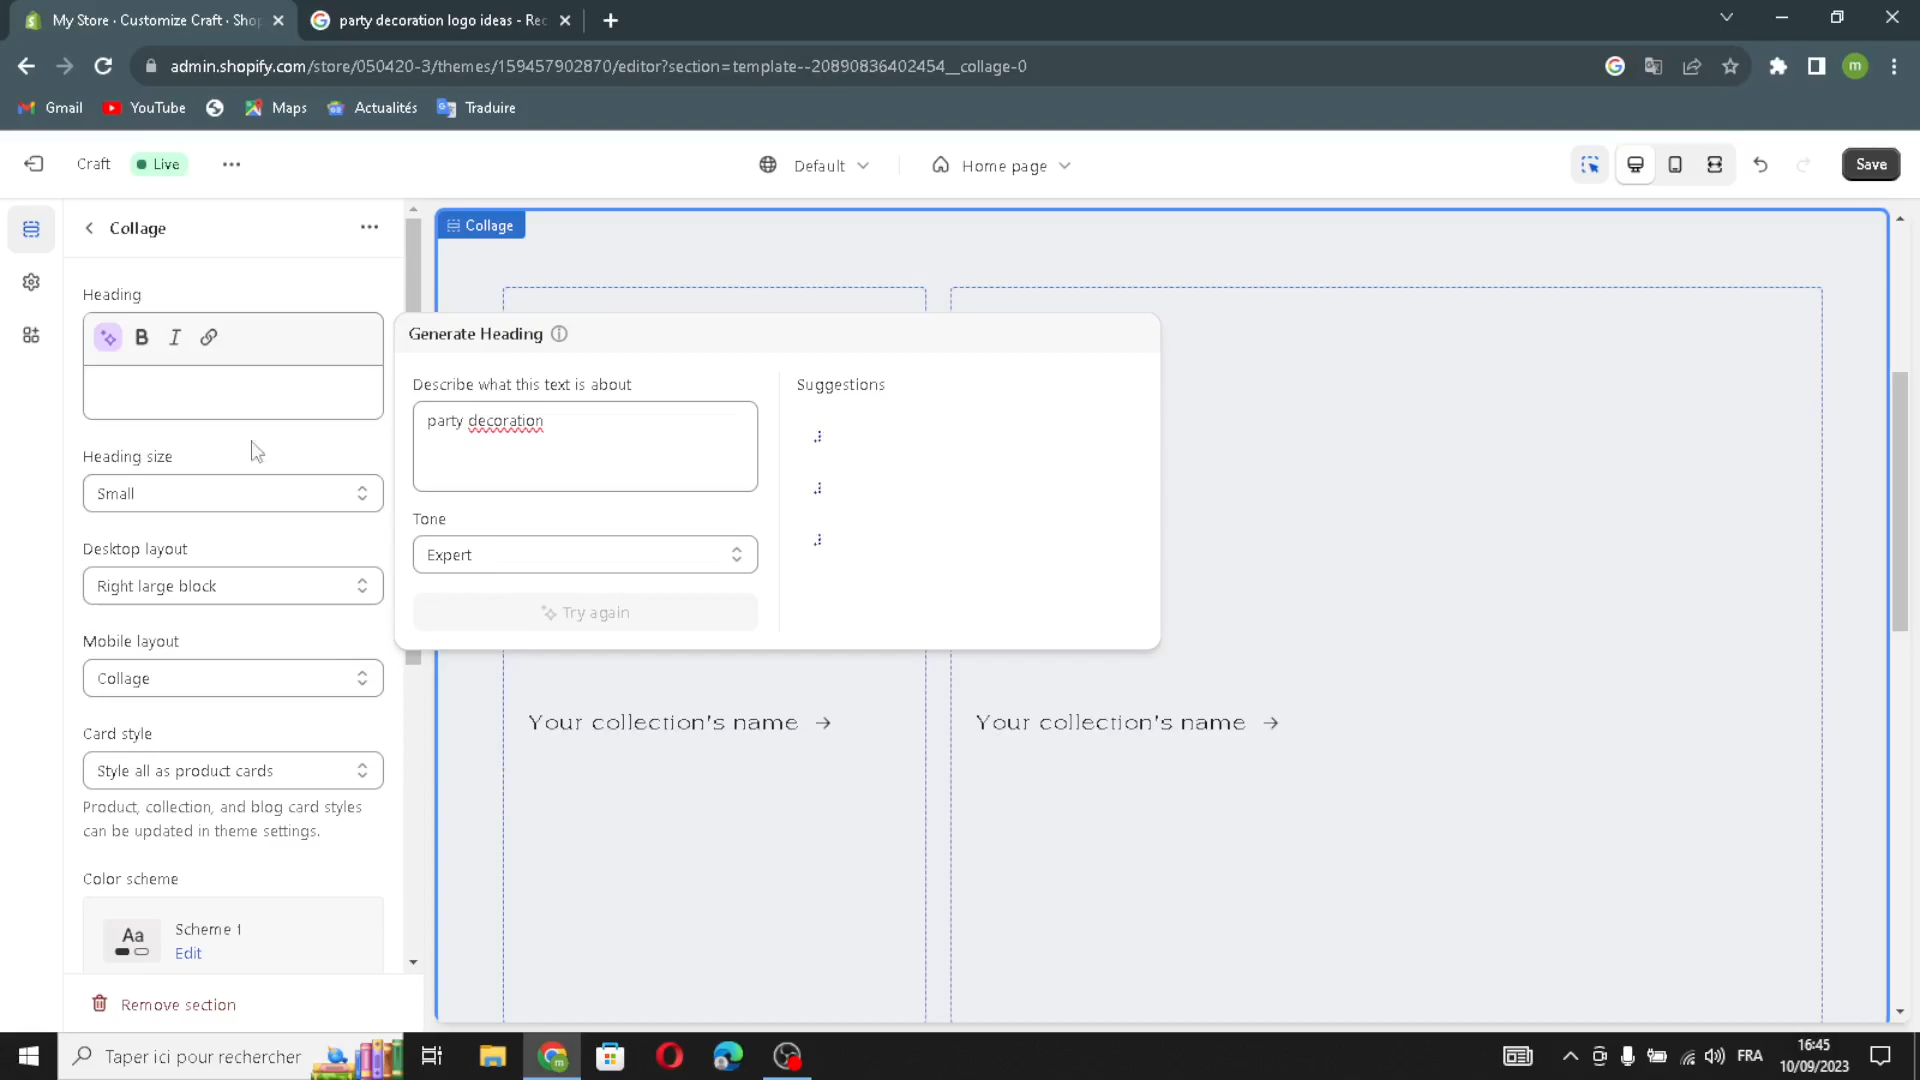 My Store · Customize Craft · Sho
party decoration logo ideas - Rec
admin.shopify.com/store/050420-3/themes/159457902870/editor?section=template--20890836402454__collage-0
m
Gmail
YouTube
Maps
Actualités
Traduire
Craft
Live
Default
Home page
Save
Collage
Collage
Heading
B
I
Generate Heading
Describe what this text is about
party decoration
Suggestions
Heading size
Small
Tone
Expert
Desktop layout
Right large block
Try again
Mobile layout
Collage
Your collection's name →
Your collection's name →
Card style
Style all as product cards
Product, collection, and blog card styles
can be updated in theme settings.
Color scheme
Aa
Scheme 1
Edit
Remove section
Taper ici pour rechercher
FRA
16:45
10/09/2023